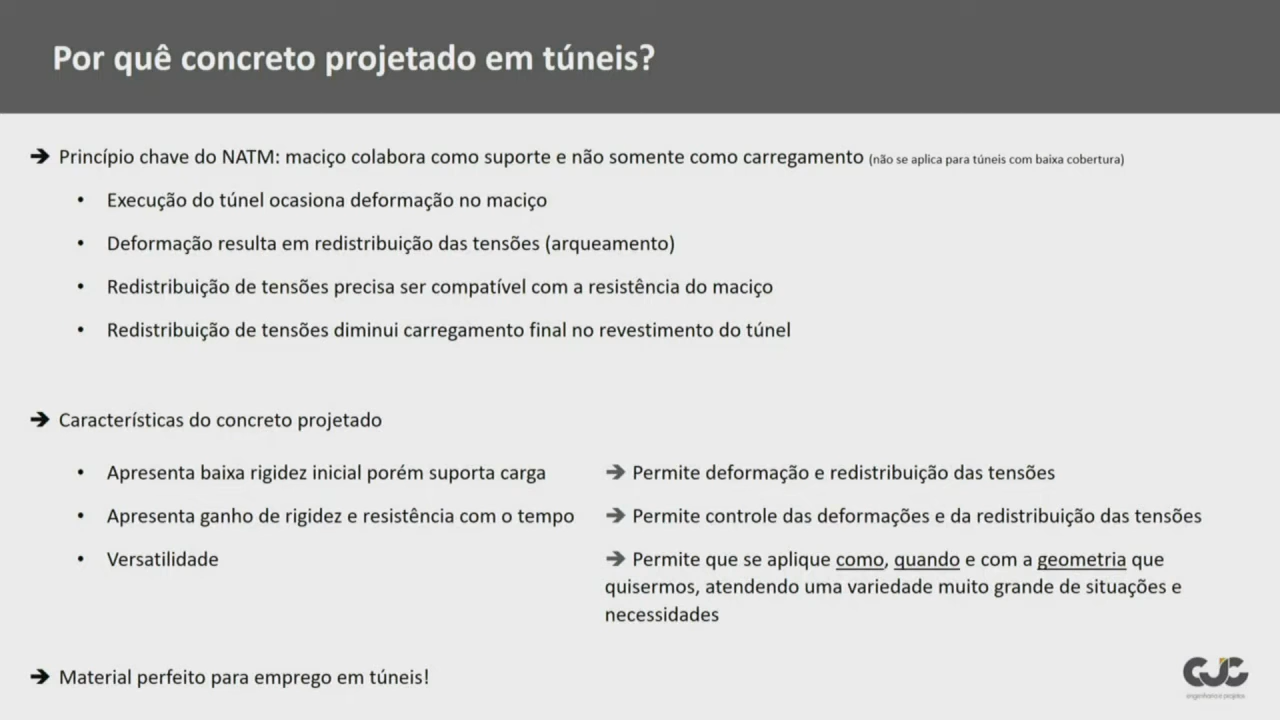 Por quê concreto projetado em túneis?
➔ Princípio chave do NATM: maciço colabora como suporte e não somente como carregamento (não se aplica para túneis com baixa cobertura)
• Execução do túnel ocasiona deformação no maciço
• Deformação resulta em redistribuição das tensões (arqueamento)
• Redistribuição de tensões precisa ser compatível com a resistência do maciço
• Redistribuição de tensões diminui carregamento final no revestimento do túnel
➔ Características do concreto projetado
• Apresenta baixa rigidez inicial porém suporta carga ➔ Permite deformação e redistribuição das tensões
• Apresenta ganho de rigidez e resistência com o tempo ➔ Permite controle das deformações e da redistribuição das tensões
• Versatilidade ➔ Permite que se aplique como, quando e com a geometria que
quisermos, atendendo uma variedade muito grande de situações e
necessidades
➔ Material perfeito para emprego em túneis!
CJC
engenharia e projetos